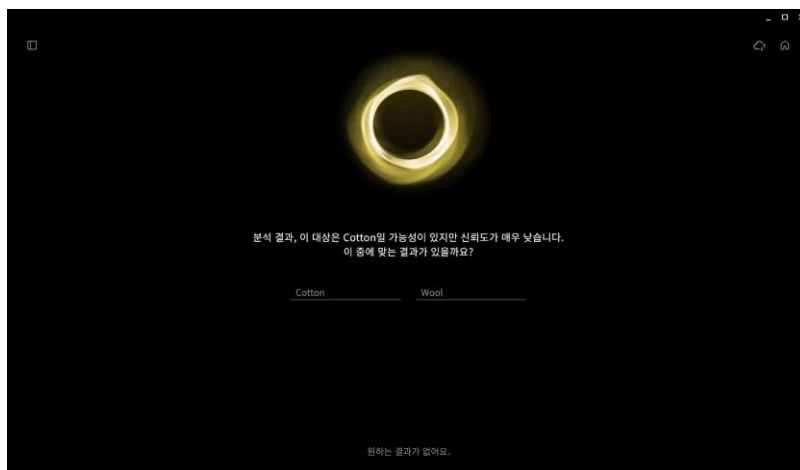 분석 결과, 이 대상은 Cotton일 가능성이 있지만 신뢰도가 매우 낮습니다.
이 중에 맞는 결과가 있을까요?
Cotton
Wool
원하는 결과가 없어요.